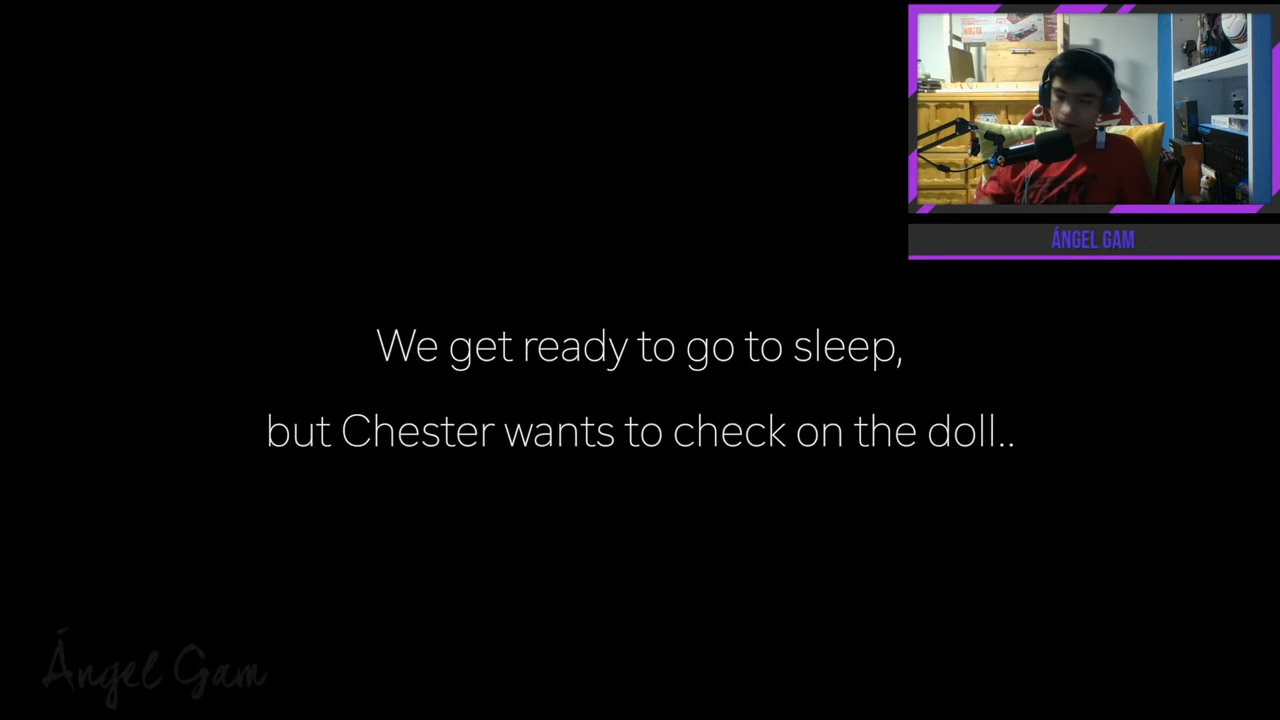 ÁNGEL GAM
We get ready to go to sleep,
but Chester wants to check on the doll..
Ángel Gam